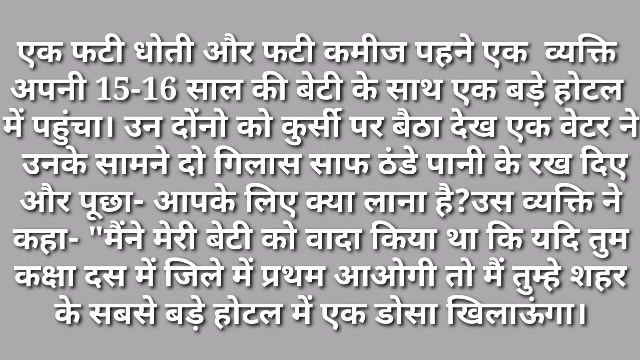 एक फटी धोती और फटी कमीज पहने एक व्यक्ति
अपनी 15-16 साल की बेटी के साथ एक बड़े होटल
में पहुंचा। उन दोंनो को कुर्सी पर बैठा देख एक वेटर ने
उनके सामने दो गिलास साफ ठंडे पानी के रख दिए
और पूछा- आपके लिए क्या लाना है?उस व्यक्ति ने
कहा- "मैंने मेरी बेटी को वादा किया था कि यदि तुम
कक्षा दस में जिले में प्रथम आओगी तो मैं तुम्हे शहर
के सबसे बड़े होटल में एक डोसा खिलाऊंगा।